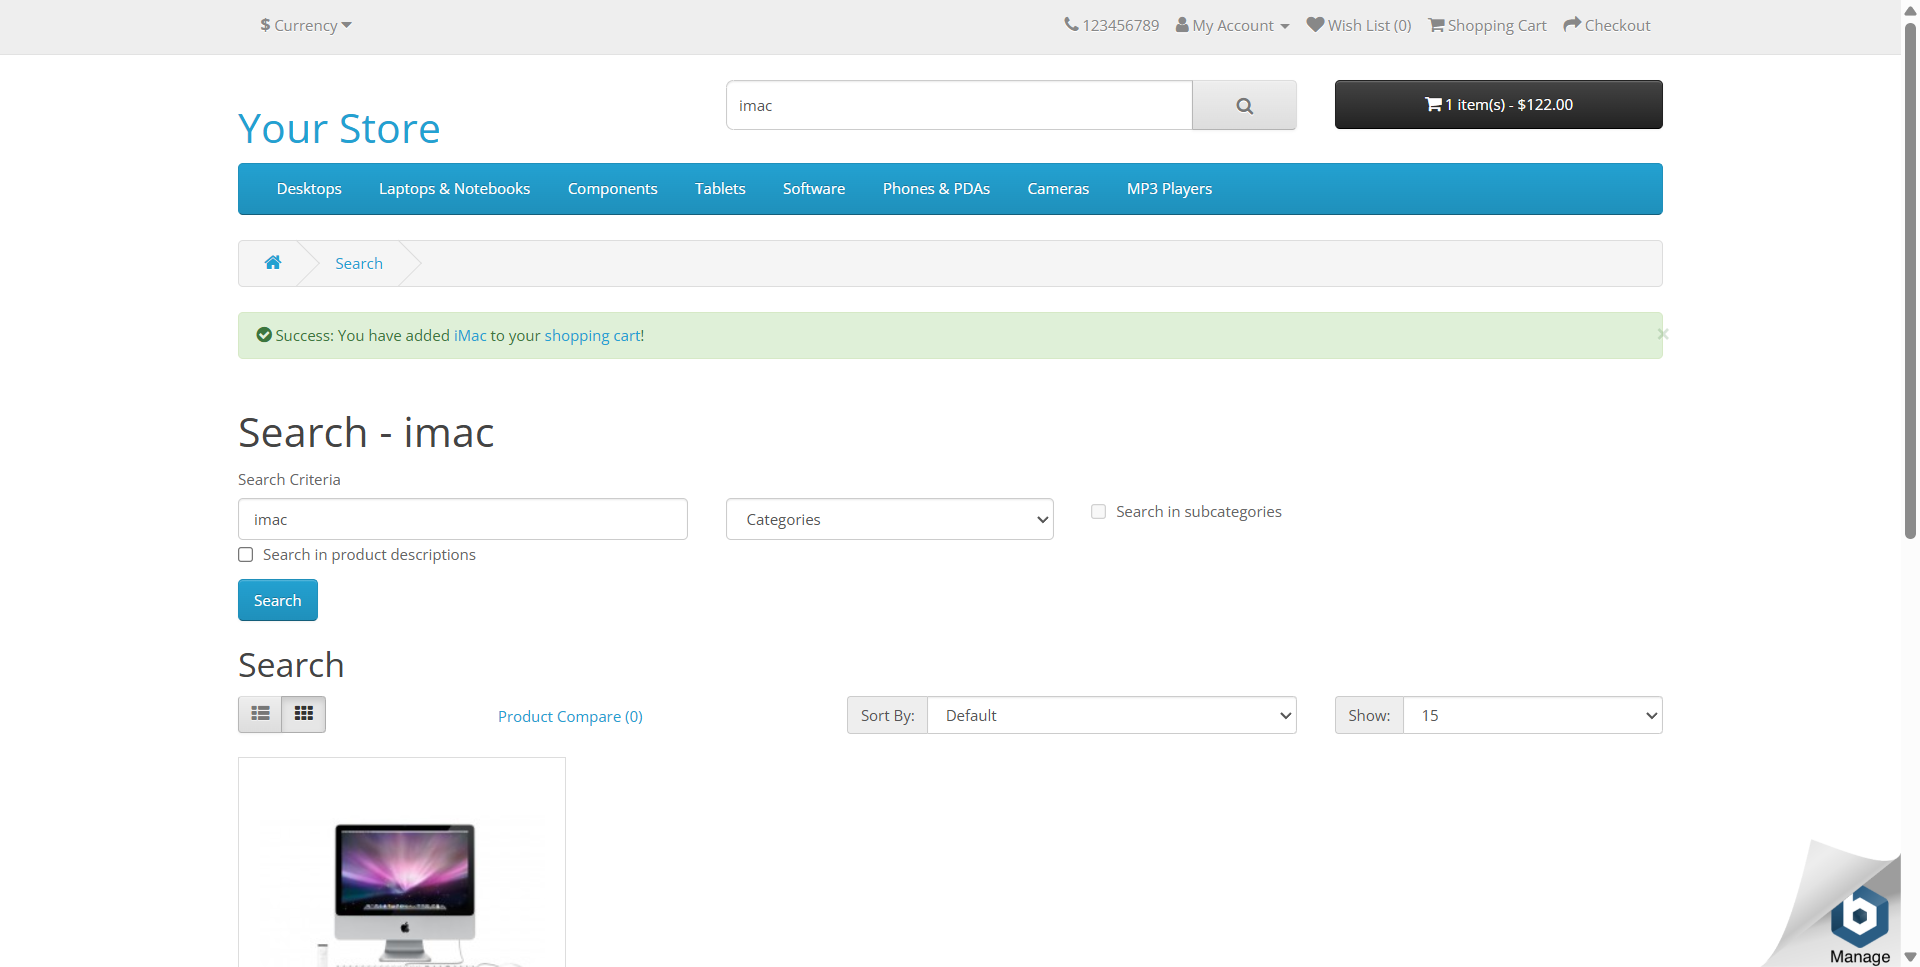 $ Currency
123456789 My Account Wish List (0) Shopping Cart Checkout
Your Store
imac
1 item(s) - $122.00
Desktops Laptops & Notebooks Components Tablets Software Phones & PDAs Cameras MP3 Players
Search
Success: You have added iMac to your shopping cart!
×
Search - imac
Search Criteria
imac
Categories
Search in subcategories
Search in product descriptions
Search
Search
Product Compare (0)
Sort By: Default
Show: 15
b
Manage